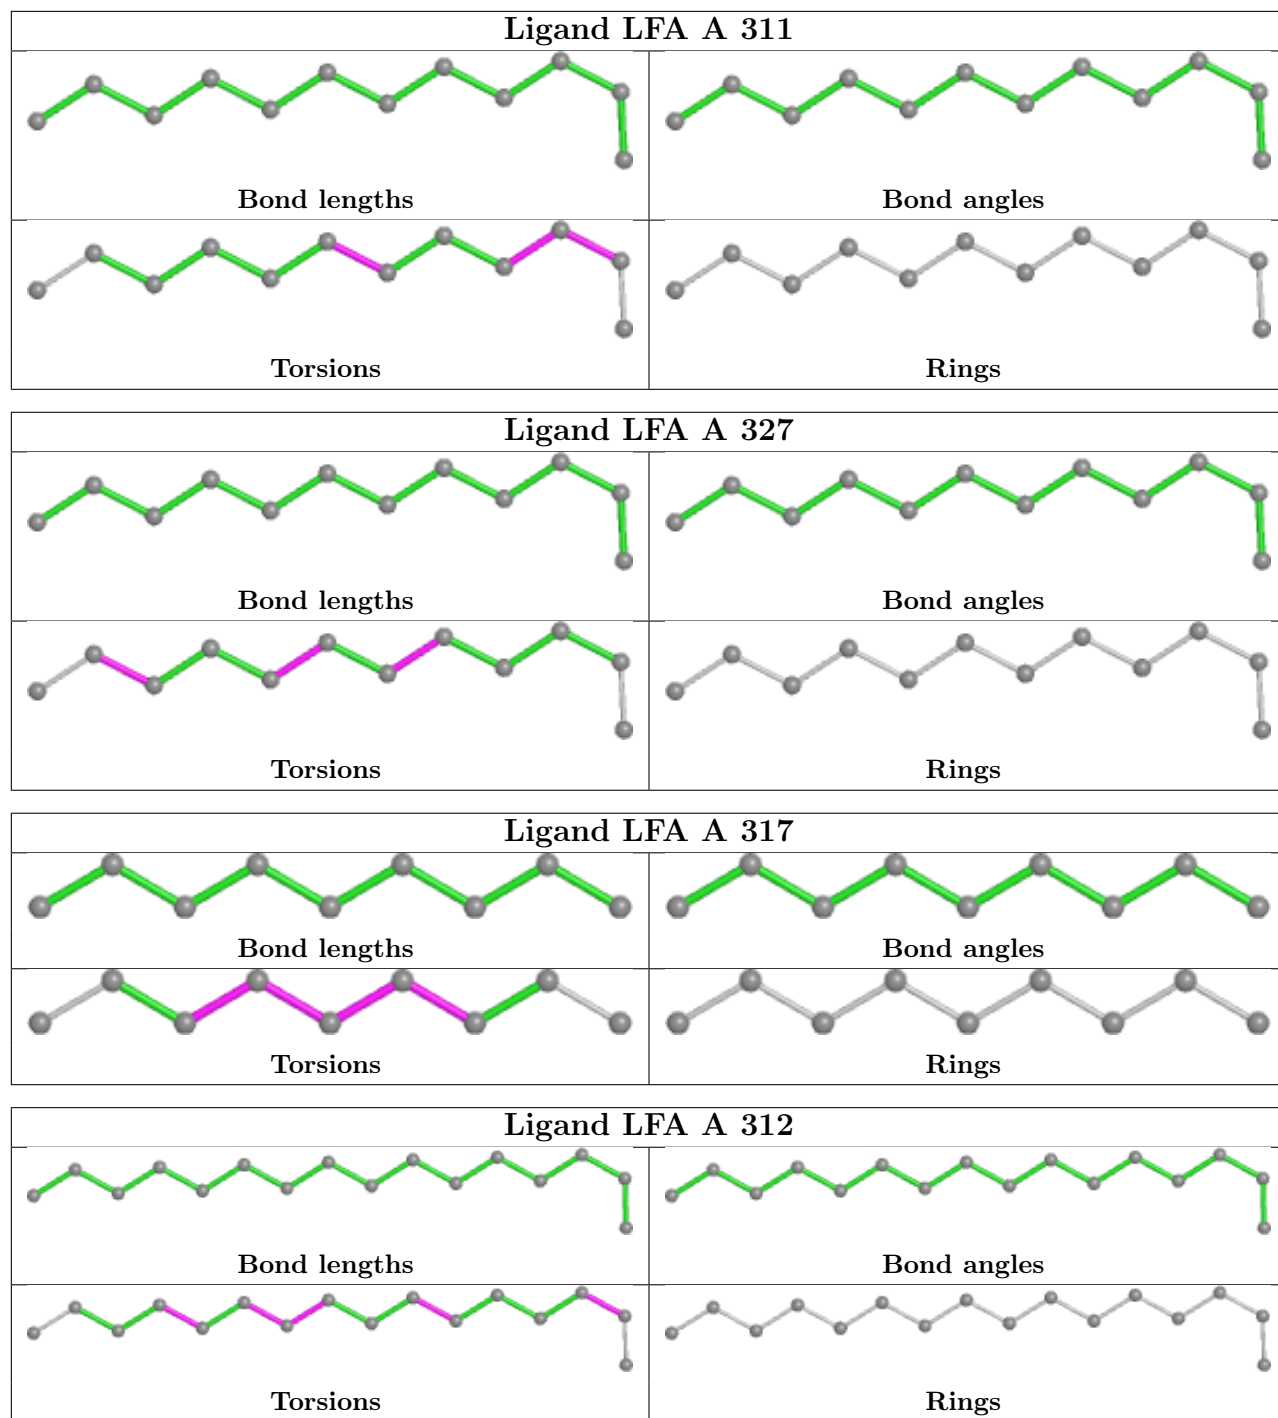 Ligand LFA A 311
Bond lengths
Bond angles
Torsions
Rings
Ligand LFA A 327
Bond lengths
Bond angles
Torsions
Rings
Ligand LFA A 317
Bond lengths
Bond angles
Torsions
Rings
Ligand LFA A 312
Bond lengths
Bond angles
Torsions
Rings